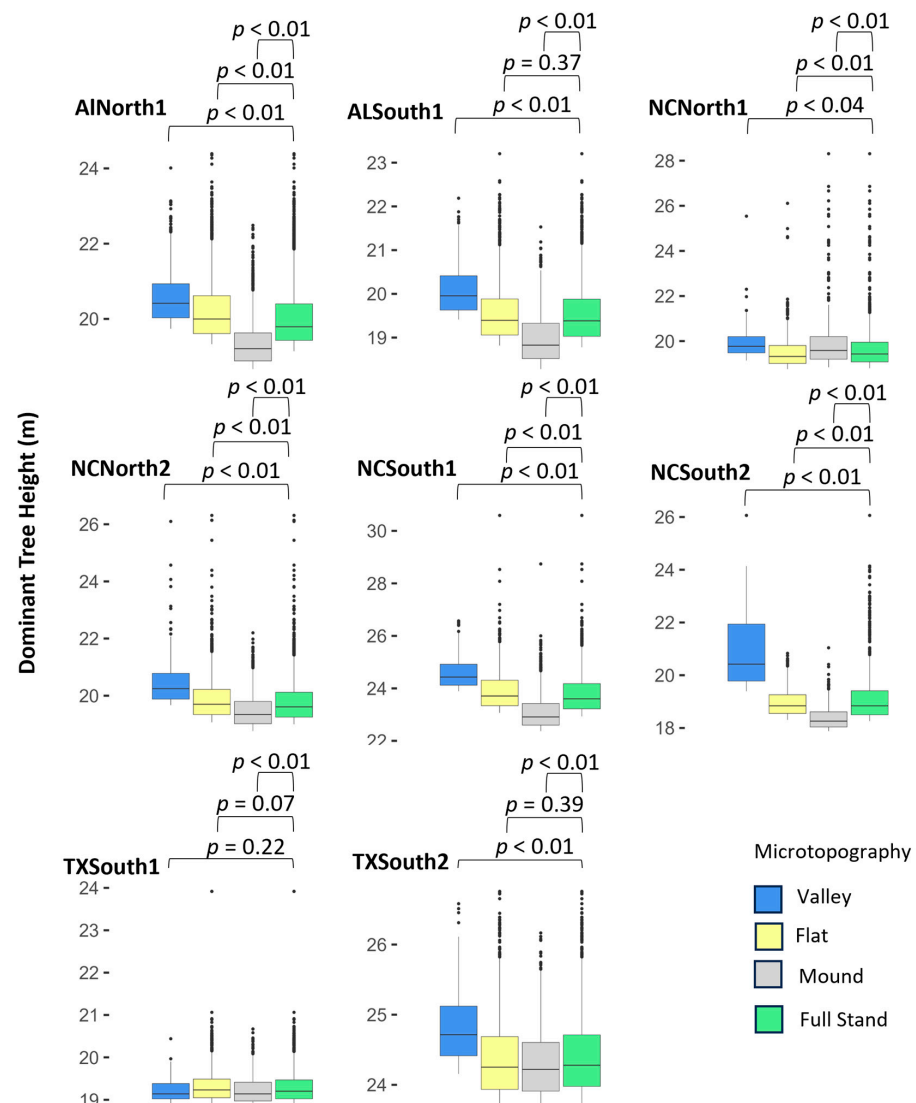 p < 0.01
p < 0.01
p < 0.01
AlNorth1
24
22
20
p < 0.01
p = 0.37
p < 0.01
ALSouth1
23
22
21
20
19
p < 0.01
p < 0.01
p < 0.04
NCNorth1
28
26
24
22
20
Dominant Tree Height (m)
p < 0.01
p < 0.01
p < 0.01
NCNorth2
26
24
22
20
p < 0.01
p < 0.01
p < 0.01
NCSouth1
30
28
26
24
22
p < 0.01
p < 0.01
p < 0.01
NCSouth2
26
24
22
20
18
p < 0.01
p = 0.07
p = 0.22
TXSouth1
24
23
22
21
20
19
p < 0.01
p = 0.39
p < 0.01
TXSouth2
26
25
24
Microtopography
Valley
Flat
Mound
Full Stand